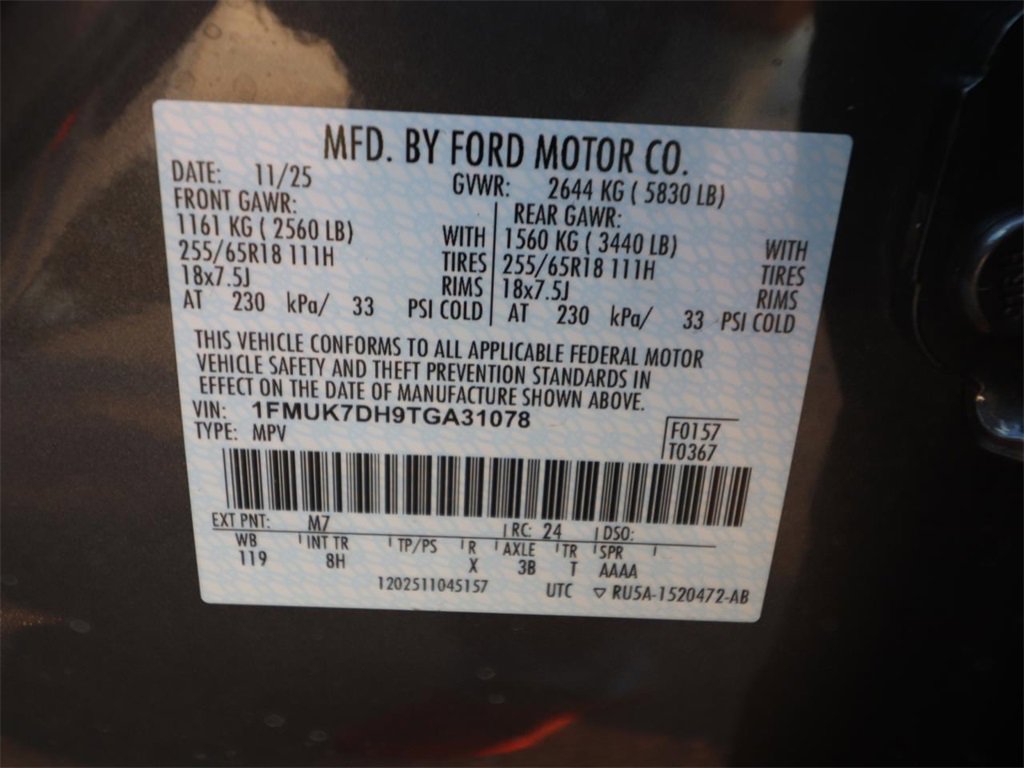 MFD. BY FORD MOTOR CO.
DATE: 11/25 GVWR: 2644 KG ( 5830 LB)
FRONT GAWR: REAR GAWR:
1161 KG ( 2560 LB) WITH 1560 KG ( 3440 LB) WITH
255/65R18 111H TIRES 255/65R18 111H TIRES
18x7.5J RIMS 18x7.5J RIMS
AT 230 kPa/ 33 PSI COLD AT 230 kPa/ 33 PSI COLD
THIS VEHICLE CONFORMS TO ALL APPLICABLE FEDERAL MOTOR
VEHICLE SAFETY AND THEFT PREVENTION STANDARDS IN
EFFECT ON THE DATE OF MANUFACTURE SHOWN ABOVE.
VIN: 1FMUK7DH9TGA31078
TYPE: MPV
F0157
T0367
EXT PNT: M7 RC: 24 DSO:
WB INT TR TP/PS R AXLE TR SPR
119 8H X 3B T AAAA
1202511045157 UTC ▽ RU5A-1520472-AB